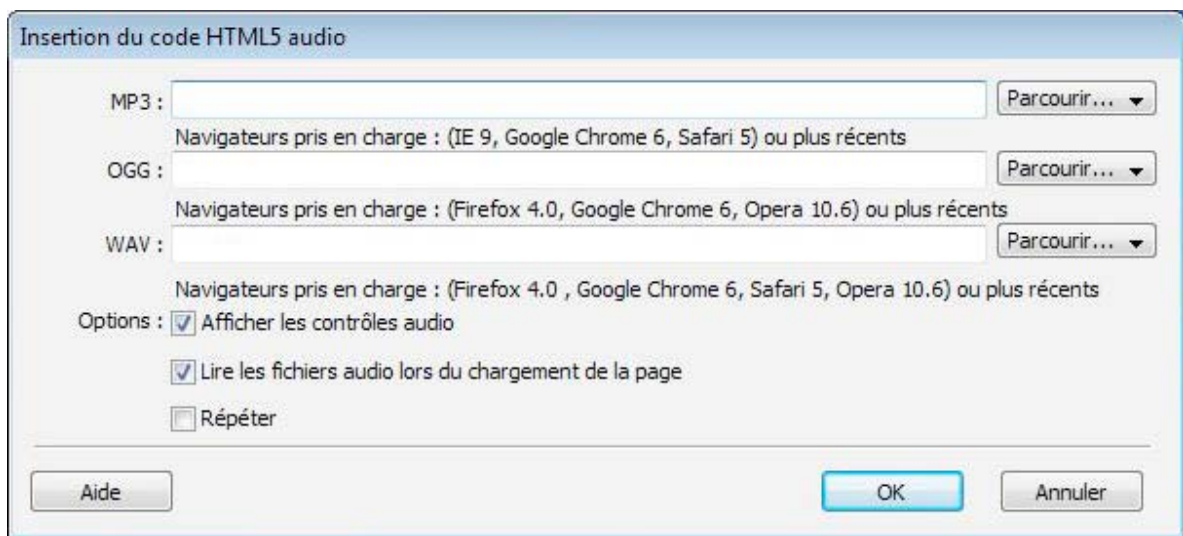 Insertion du code HTML5 audio
MP3 : Parcourir...
Navigateurs pris en charge : (IE 9, Google Chrome 6, Safari 5) ou plus récents
OGG : Parcourir...
Navigateurs pris en charge : (Firefox 4.0, Google Chrome 6, Opera 10.6) ou plus récents
WAV : Parcourir...
Navigateurs pris en charge : (Firefox 4.0 , Google Chrome 6, Safari 5, Opera 10.6) ou plus récents
Options : Afficher les contrôles audio
Lire les fichiers audio lors du chargement de la page
Répéter
Aide OK Annuler